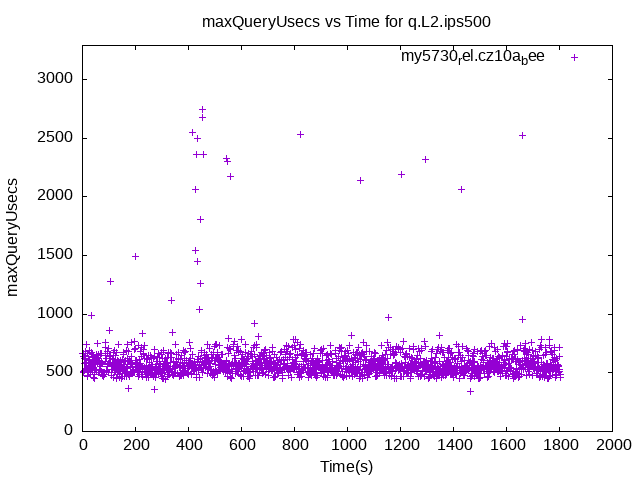 maxQueryUsecs vs Time for q.L2.ips500
my5730rel.cz10abee
3000
2500
2000
1500
1000
500
0
maxQueryUsecs
0 200 400 600 800 1000 1200 1400 1600 1800 2000
Time(s)